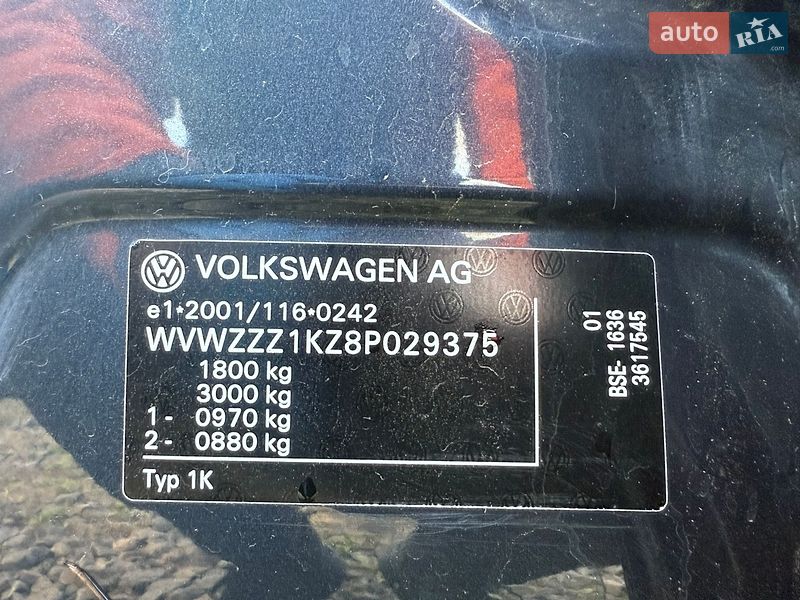 auto RIA .com
VOLKSWAGEN AG
e1*2001/116*0242
WVWZZZ1KZ8P029375
1800 kg
3000 kg
1 - 0970 kg
2 - 0880 kg
Typ 1K
01
BSE- 1636
3617545